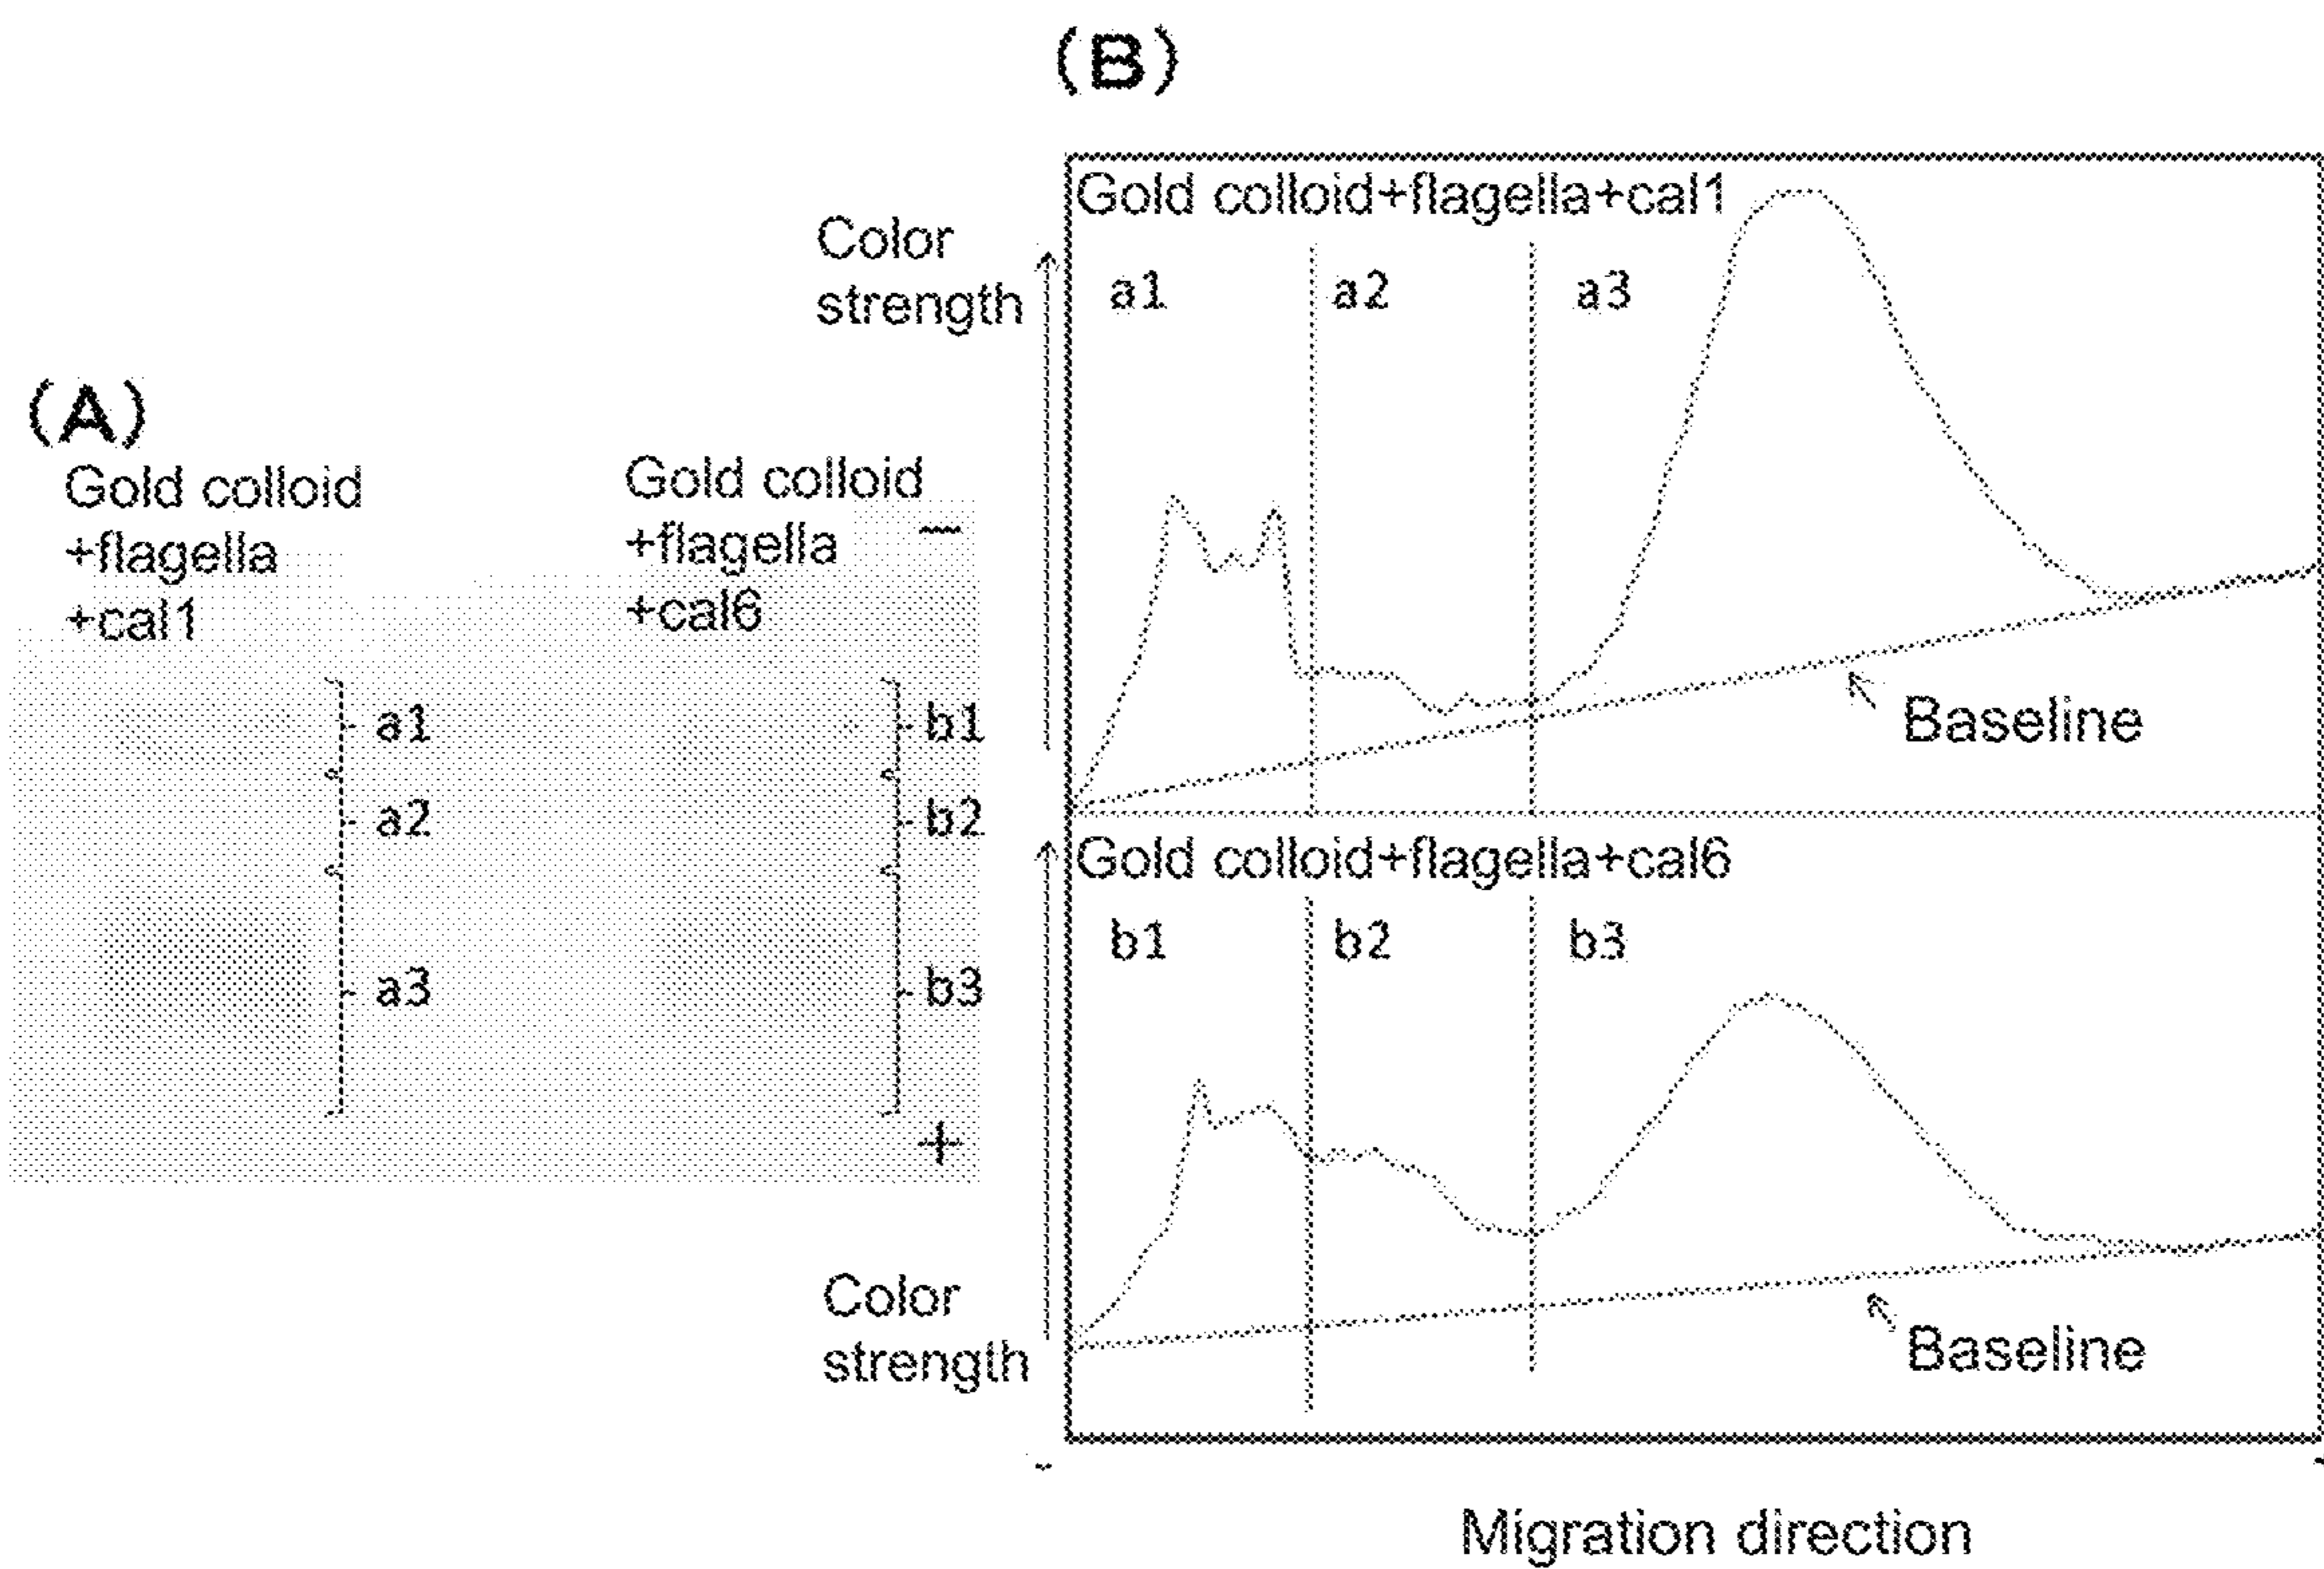 (A)
Gold colloid
+flagella
+cal1
Gold colloid
+flagella
+cal6
−
a1
a2
a3
b1
b2
b3
+
(B)
Color
strength
Gold colloid+flagella+cal1
a1
a2
a3
Baseline
Gold colloid+flagella+cal6
b1
b2
b3
Color
strength
Baseline
Migration direction